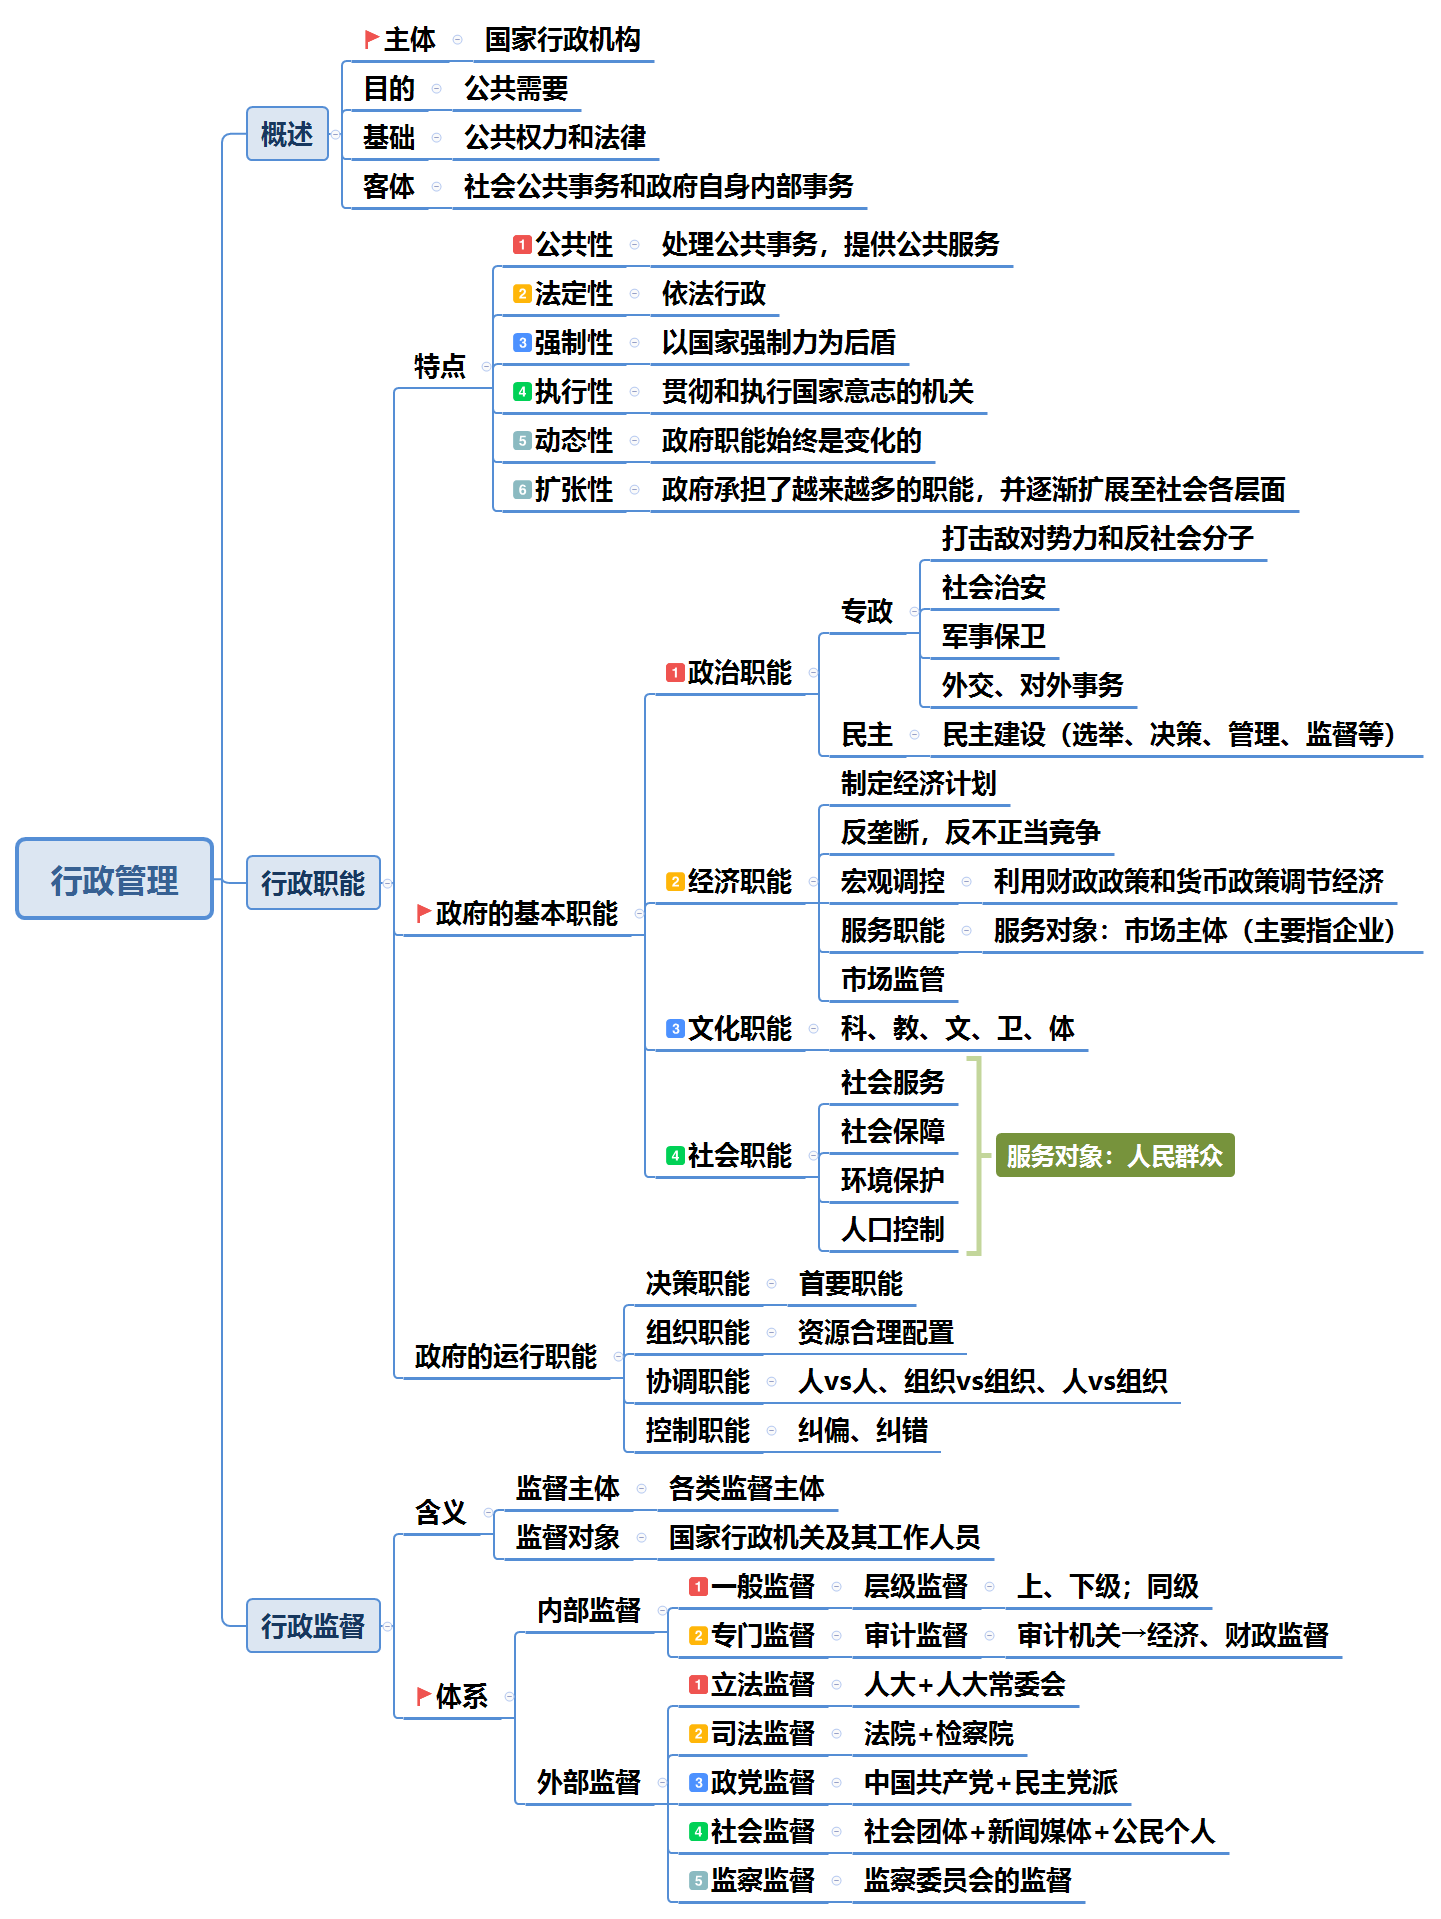 行政管理
概述
主体
国家行政机构
目的
公共需要
基础
公共权力和法律
客体
社会公共事务和政府自身内部事务
行政职能
特点
1 公共性
处理公共事务，提供公共服务
2 法定性
依法行政
3 强制性
以国家强制力为后盾
4 执行性
贯彻和执行国家意志的机关
5 动态性
政府职能始终是变化的
6 扩张性
政府承担了越来越多的职能，并逐渐扩展至社会各层面
政府的基本职能
1 政治职能
专政
打击敌对势力和反社会分子
社会治安
军事保卫
外交、对外事务
民主
民主建设（选举、决策、管理、监督等）
2 经济职能
制定经济计划
反垄断，反不正当竞争
宏观调控
利用财政政策和货币政策调节经济
服务职能
服务对象：市场主体（主要指企业）
市场监管
3 文化职能
科、教、文、卫、体
4 社会职能
社会服务
社会保障
环境保护
人口控制
服务对象：人民群众
政府的运行职能
决策职能
首要职能
组织职能
资源合理配置
协调职能
人vs人、组织vs组织、人vs组织
控制职能
纠偏、纠错
行政监督
含义
监督主体
各类监督主体
监督对象
国家行政机关及其工作人员
体系
内部监督
1 一般监督
层级监督
上、下级；同级
2 专门监督
审计监督
审计机关→经济、财政监督
外部监督
1 立法监督
人大+人大常委会
2 司法监督
法院+检察院
3 政党监督
中国共产党+民主党派
4 社会监督
社会团体+新闻媒体+公民个人
5 监察监督
监察委员会的监督